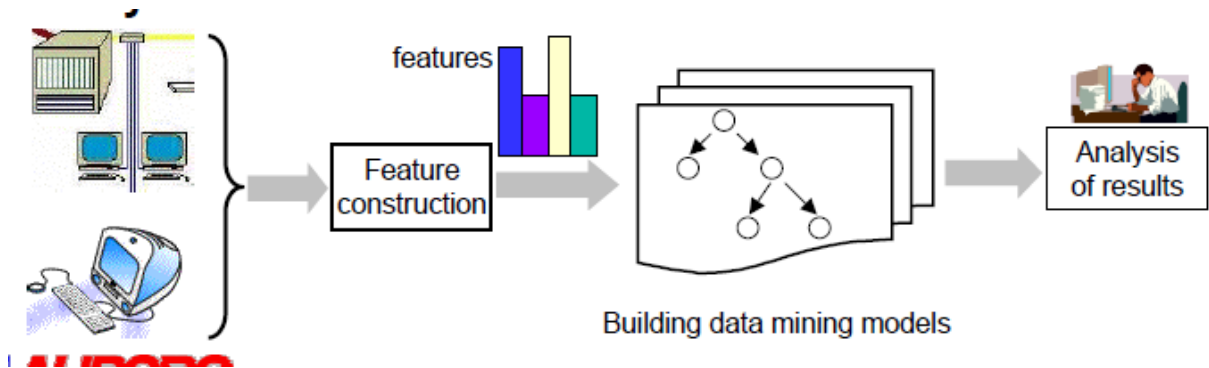 features
Feature
construction
Analysis
of results
Building data mining models